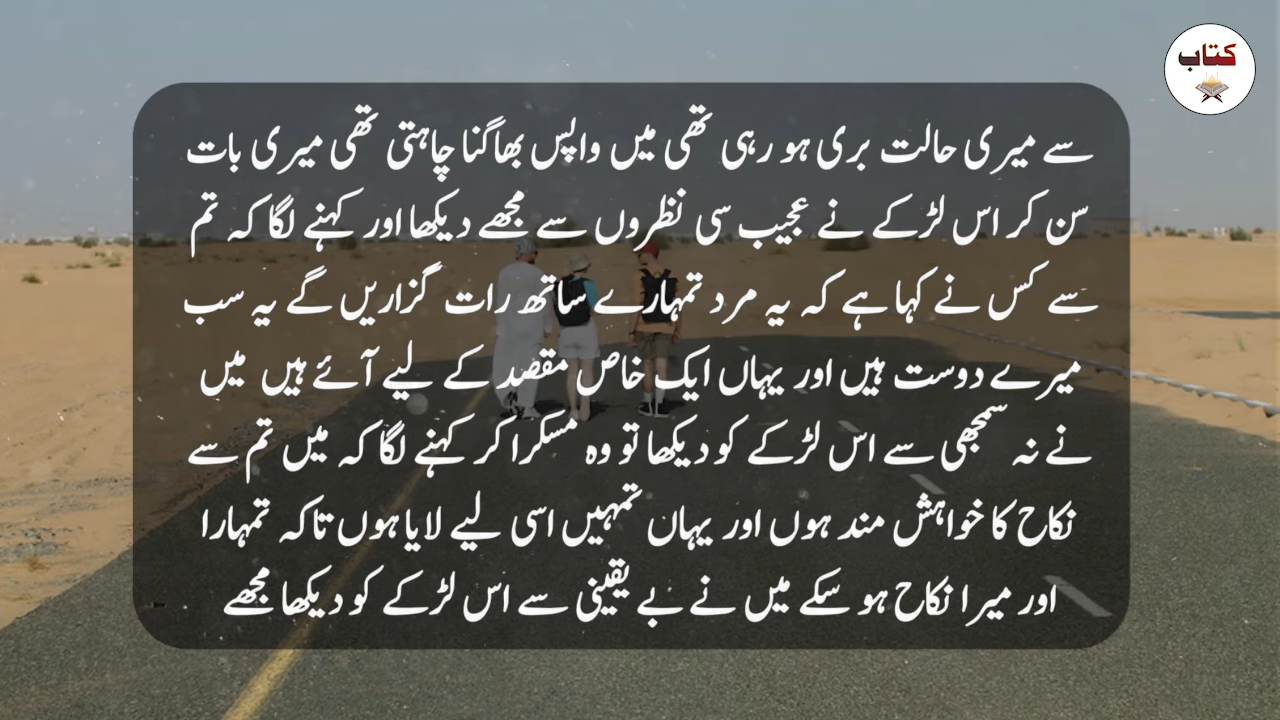 کتاب
سے میری حالت بری ہو رہی تھی میں واپس بھاگنا چاہتی تھی میری بات
سن کر اس لڑکے نے عجیب سی نظروں سے مجھے دیکھا اور کہنے لگا کہ تم
سے کس نے کہا ہے کہ یہ مرد تمہارے ساتھ رات گزاریں گے یہ سب
میرے دوست ہیں اور یہاں ایک خاص مقصد کے لیے آئے ہیں میں
نے نہ سمجھی سے اس لڑکے کو دیکھا تو وہ مسکرا کر کہنے لگا کہ میں تم سے
نکاح کا خواہش مند ہوں اور یہاں تمہیں اسی لیے لایا ہوں تاکہ تمہارا
اور میرا نکاح ہو سکے میں نے بے یقینی سے اس لڑکے کو دیکھا مجھے